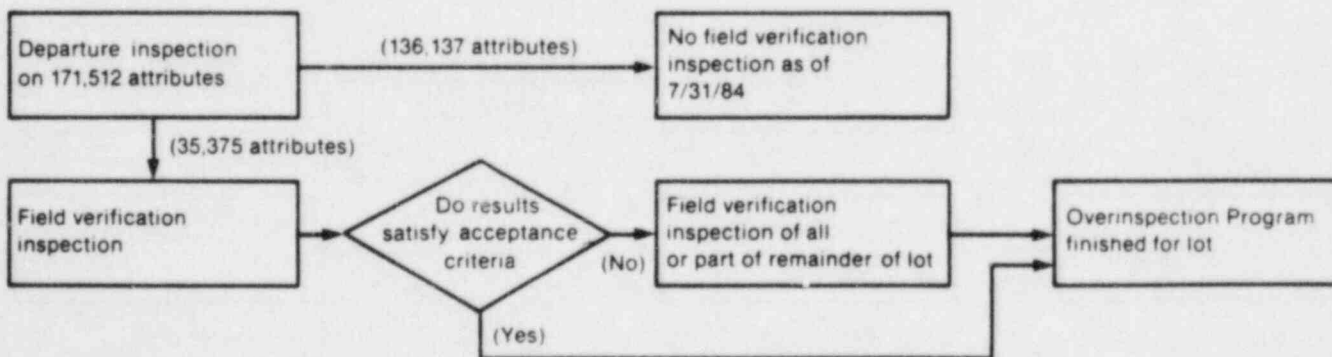 Departure inspection
on 171,512 attributes
(136,137 attributes)
No field verification
inspection as of
7/31/84
(35,375 attributes)
Field verification
inspection
Do results
satisfy acceptance
criteria
(No)
Field verification
inspection of all
or part of remainder of lot
Overinspection Program
finished for lot
(Yes)